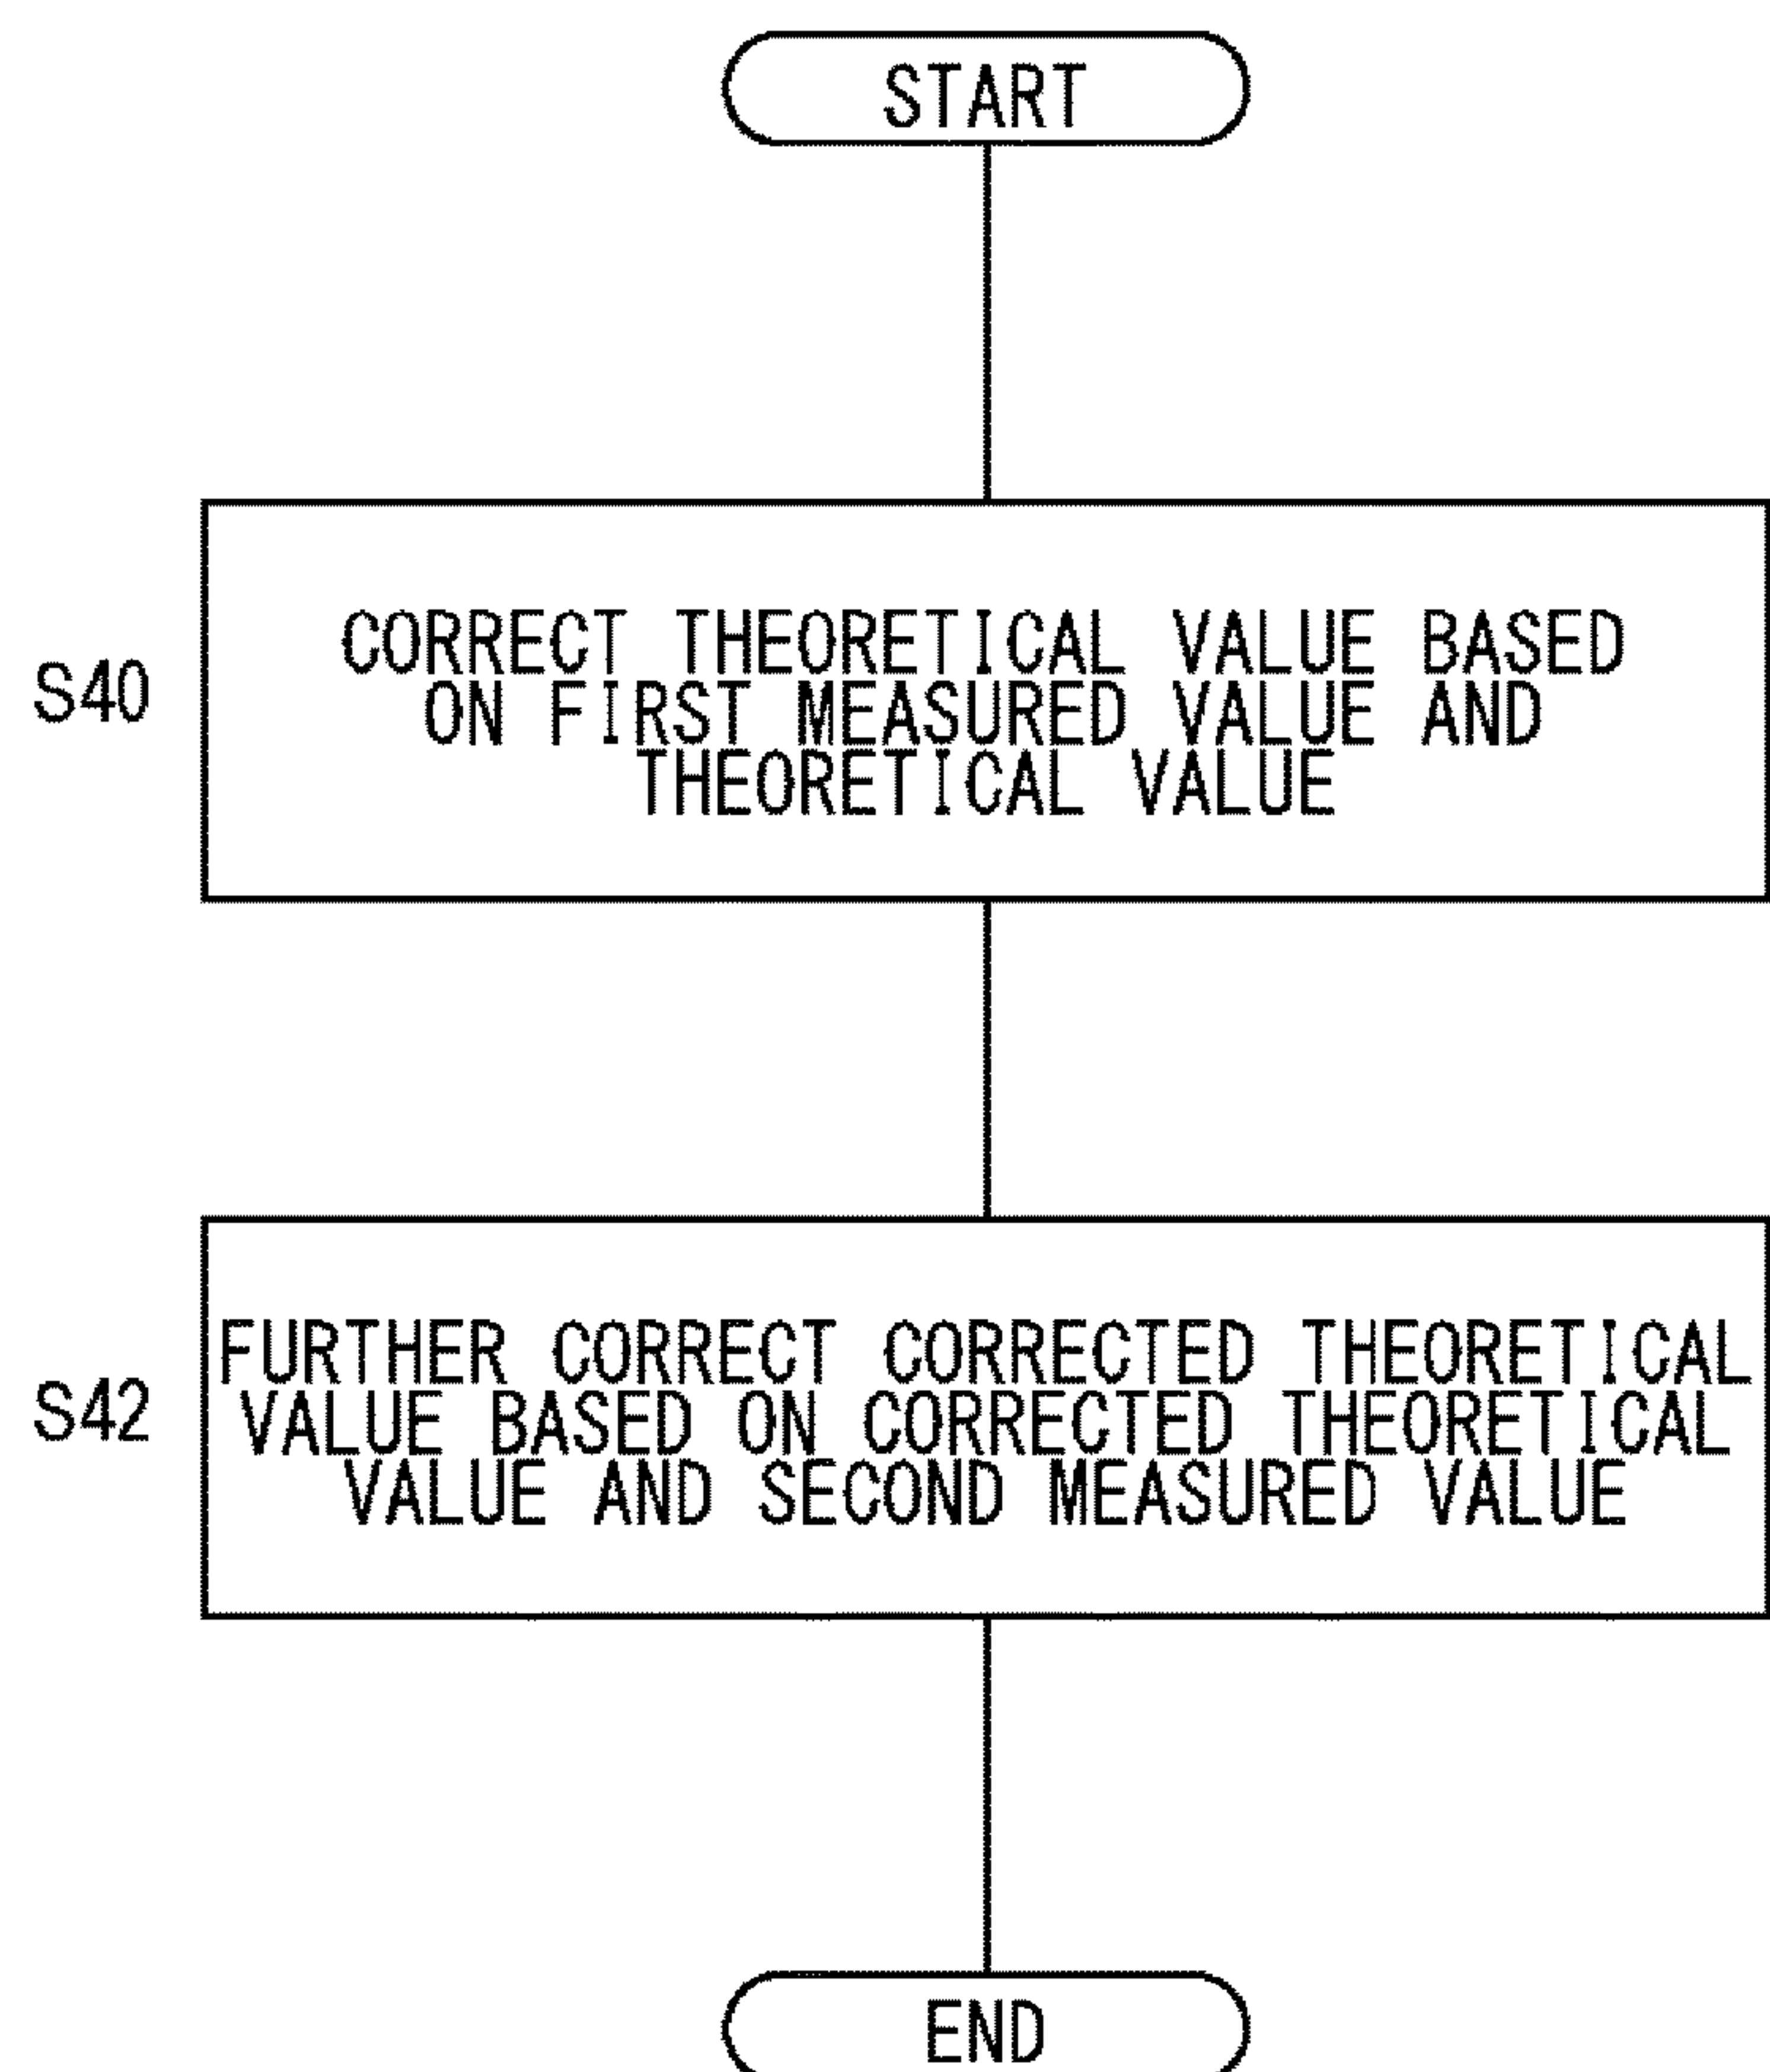 START
S40
CORRECT THEORETICAL VALUE BASED
ON FIRST MEASURED VALUE AND
THEORETICAL VALUE
S42
FURTHER CORRECT CORRECTED THEORETICAL
VALUE BASED ON CORRECTED THEORETICAL
VALUE AND SECOND MEASURED VALUE
END